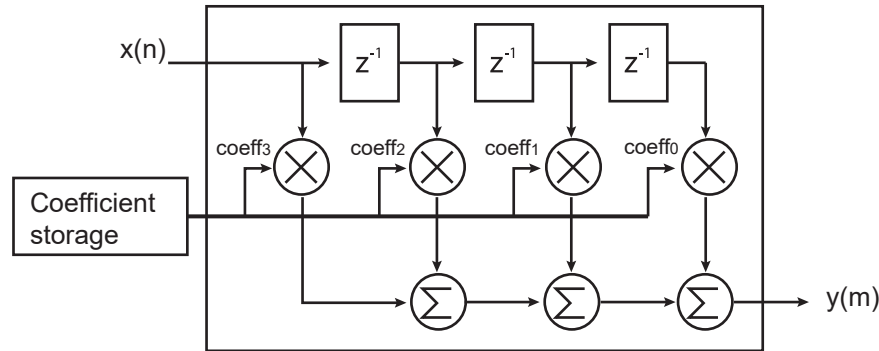 x(n)
z⁻¹
z⁻¹
z⁻¹
coeff₃
coeff₂
coeff₁
coeff₀
Coefficient
storage
Σ
Σ
Σ
y(m)